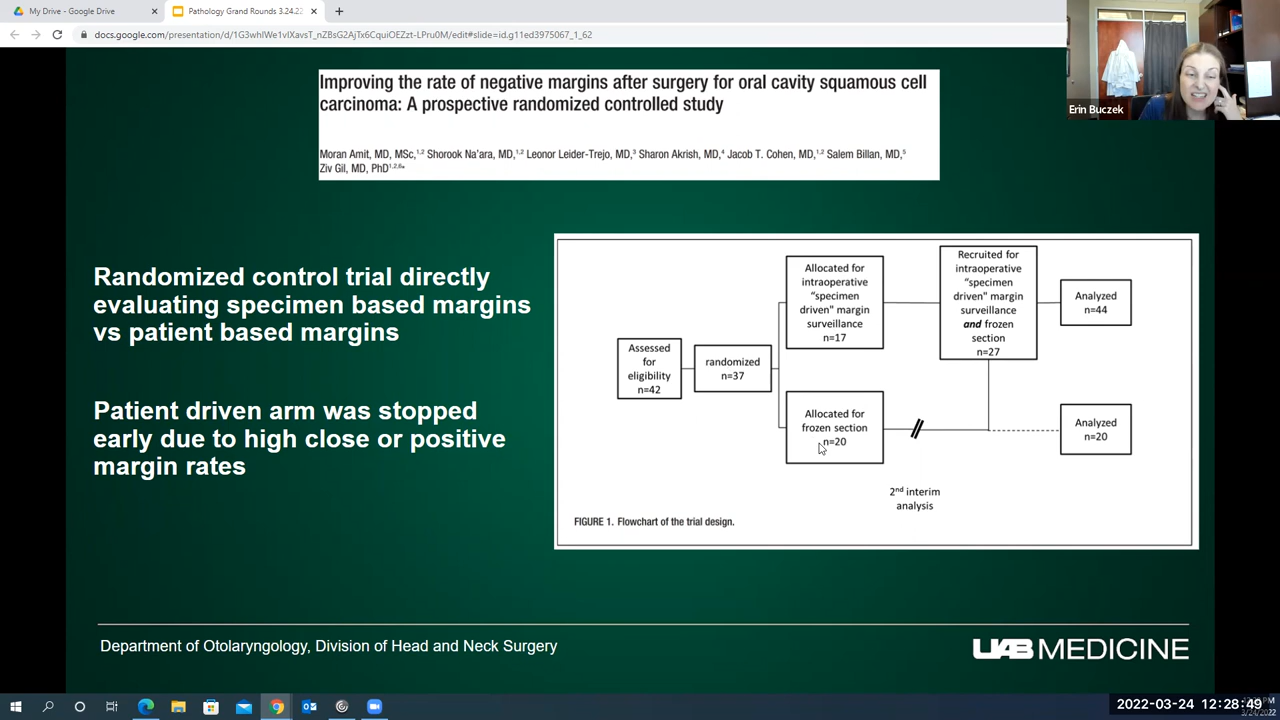 My Drive - Google Drive
Pathology Grand Rounds 3.24.22
docs.google.com/presentation/d/1G3whIWe1vIXavsT_nZBsG2AjTx6CquiOEZzt-LPru0M/edit#slide=id.g11ed3975067_1_62
Erin Buczek
Improving the rate of negative margins after surgery for oral cavity squamous cell
carcinoma: A prospective randomized controlled study
Moran Amit, MD, MSc,1,2 Shorook Na'ara, MD,1,2 Leonor Leider-Trejo, MD,3 Sharon Akrish, MD,4 Jacob T. Cohen, MD,1,2 Salem Billan, MD,5
Ziv Gil, MD, PhD1,2,6*
Randomized control trial directly
evaluating specimen based margins
vs patient based margins
Patient driven arm was stopped
early due to high close or positive
margin rates
Assessed
for
eligibility
n=42
randomized
n=37
Allocated for
intraoperative
"specimen
driven" margin
surveillance
n=17
Allocated for
frozen section
n=20
Recruited for
intraoperative
"specimen
driven" margin
surveillance
and frozen
section
n=27
Analyzed
n=44
Analyzed
n=20
2nd interim
analysis
FIGURE 1. Flowchart of the trial design.
Department of Otolaryngology, Division of Head and Neck Surgery
UAB MEDICINE
2022-03-24 12:28:49